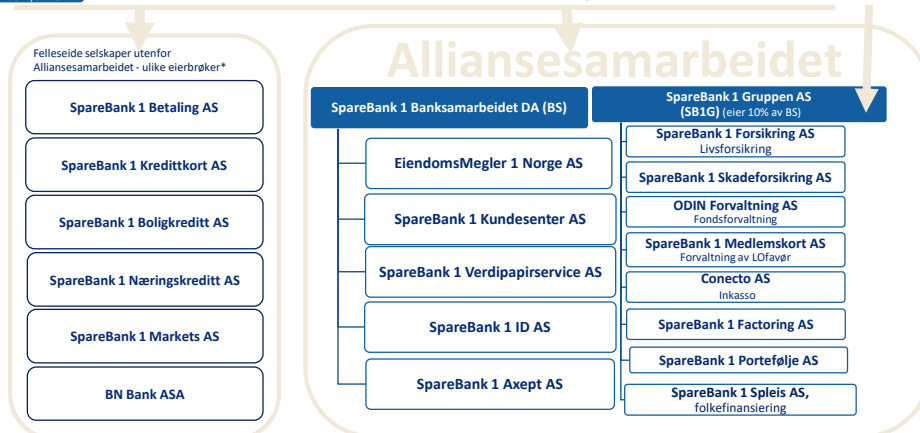 Felleseide selskaper utenfor
Alliansesamarbeidet - ulike eierbrøker*
SpareBank 1 Betaling AS
SpareBank 1 Kredittkort AS
SpareBank 1 Boligkreditt AS
SpareBank 1 Næringskreditt AS
SpareBank 1 Markets AS
BN Bank ASA
Alliansesamarbeidet
SpareBank 1 Banksamarbeidet DA (BS)
EiendomsMegler 1 Norge AS
SpareBank 1 Kundesenter AS
SpareBank 1 Verdipapirservice AS
SpareBank 1 ID AS
SpareBank 1 Axept AS
SpareBank 1 Gruppen AS
(SB1G) (eier 10% av BS)
SpareBank 1 Forsikring AS
Livsforsikring
SpareBank 1 Skadeforsikring AS
ODIN Forvaltning AS
Fondsforvaltning
SpareBank 1 Medlemskort AS
Forvaltning av LOfavør
Conecto AS
Inkasso
SpareBank 1 Factoring AS
SpareBank 1 Portefølje AS
SpareBank 1 Spleis AS,
folkefinansiering